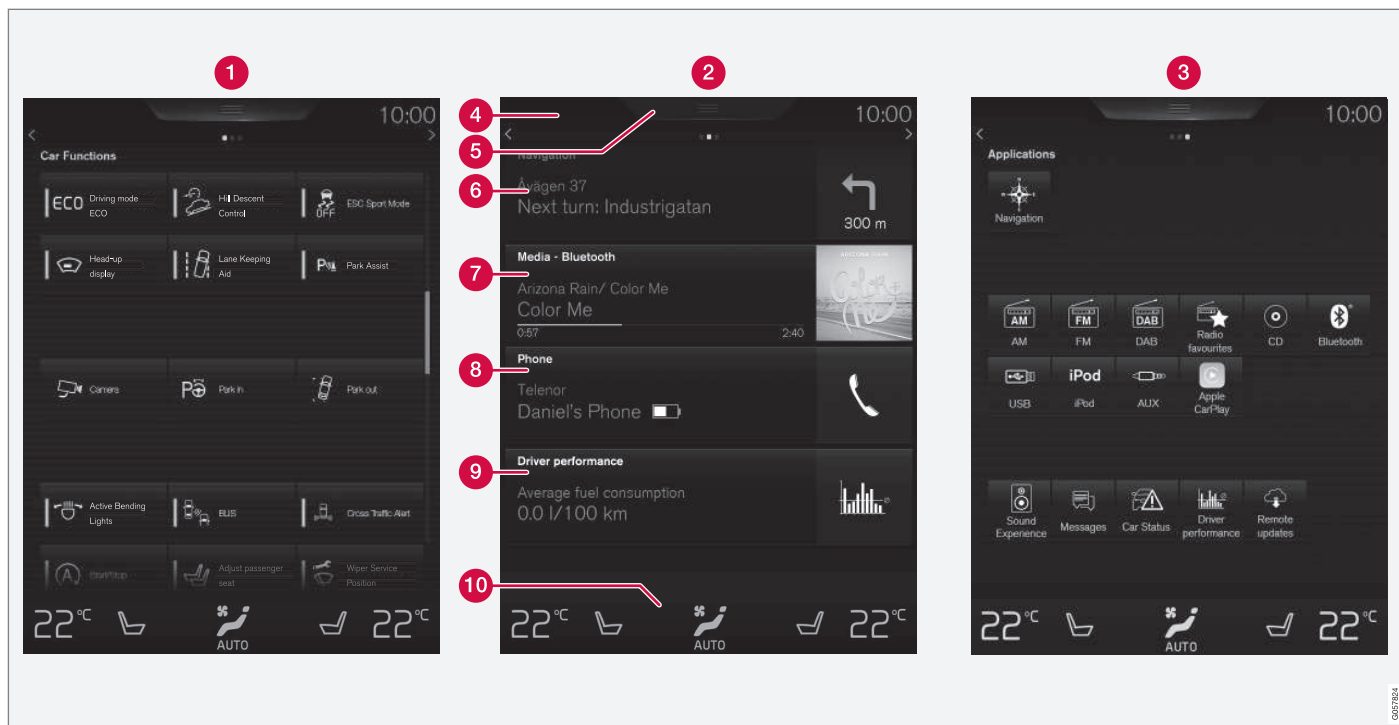 1
2
3
10:00
Car Functions
ECO Driving mode ECO
Hill Descent Control
OFF ESC Sport Mode
Head-up display
Lane Keeping Aid
Park Assist
Camera
Park in
Park out
Active Bending Lights
BLIS
Cross Traffic Alert
Start/Stop
Adjust passenger seat
Wiper Service Position
22°C
AUTO
22°C
4
5
6
7
8
9
10
10:00
Navigation
Åvägen 37
Next turn: Industrigatan
300 m
Media - Bluetooth
Arizona Rain/ Color Me
Color Me
0:57
2:40
ARIZONA RAIN
Color Me
Phone
Telenor
Daniel's Phone
Driver performance
Average fuel consumption
0.0 l/100 km
22°C
AUTO
22°C
10:00
Applications
Navigation
AM
AM
FM
FM
DAB
DAB
Radio favourites
CD
Bluetooth
USB
iPod
iPod
AUX
Apple CarPlay
Sound Experience
Messages
Car Status
Driver performance
Remote updates
22°C
AUTO
22°C
G057824